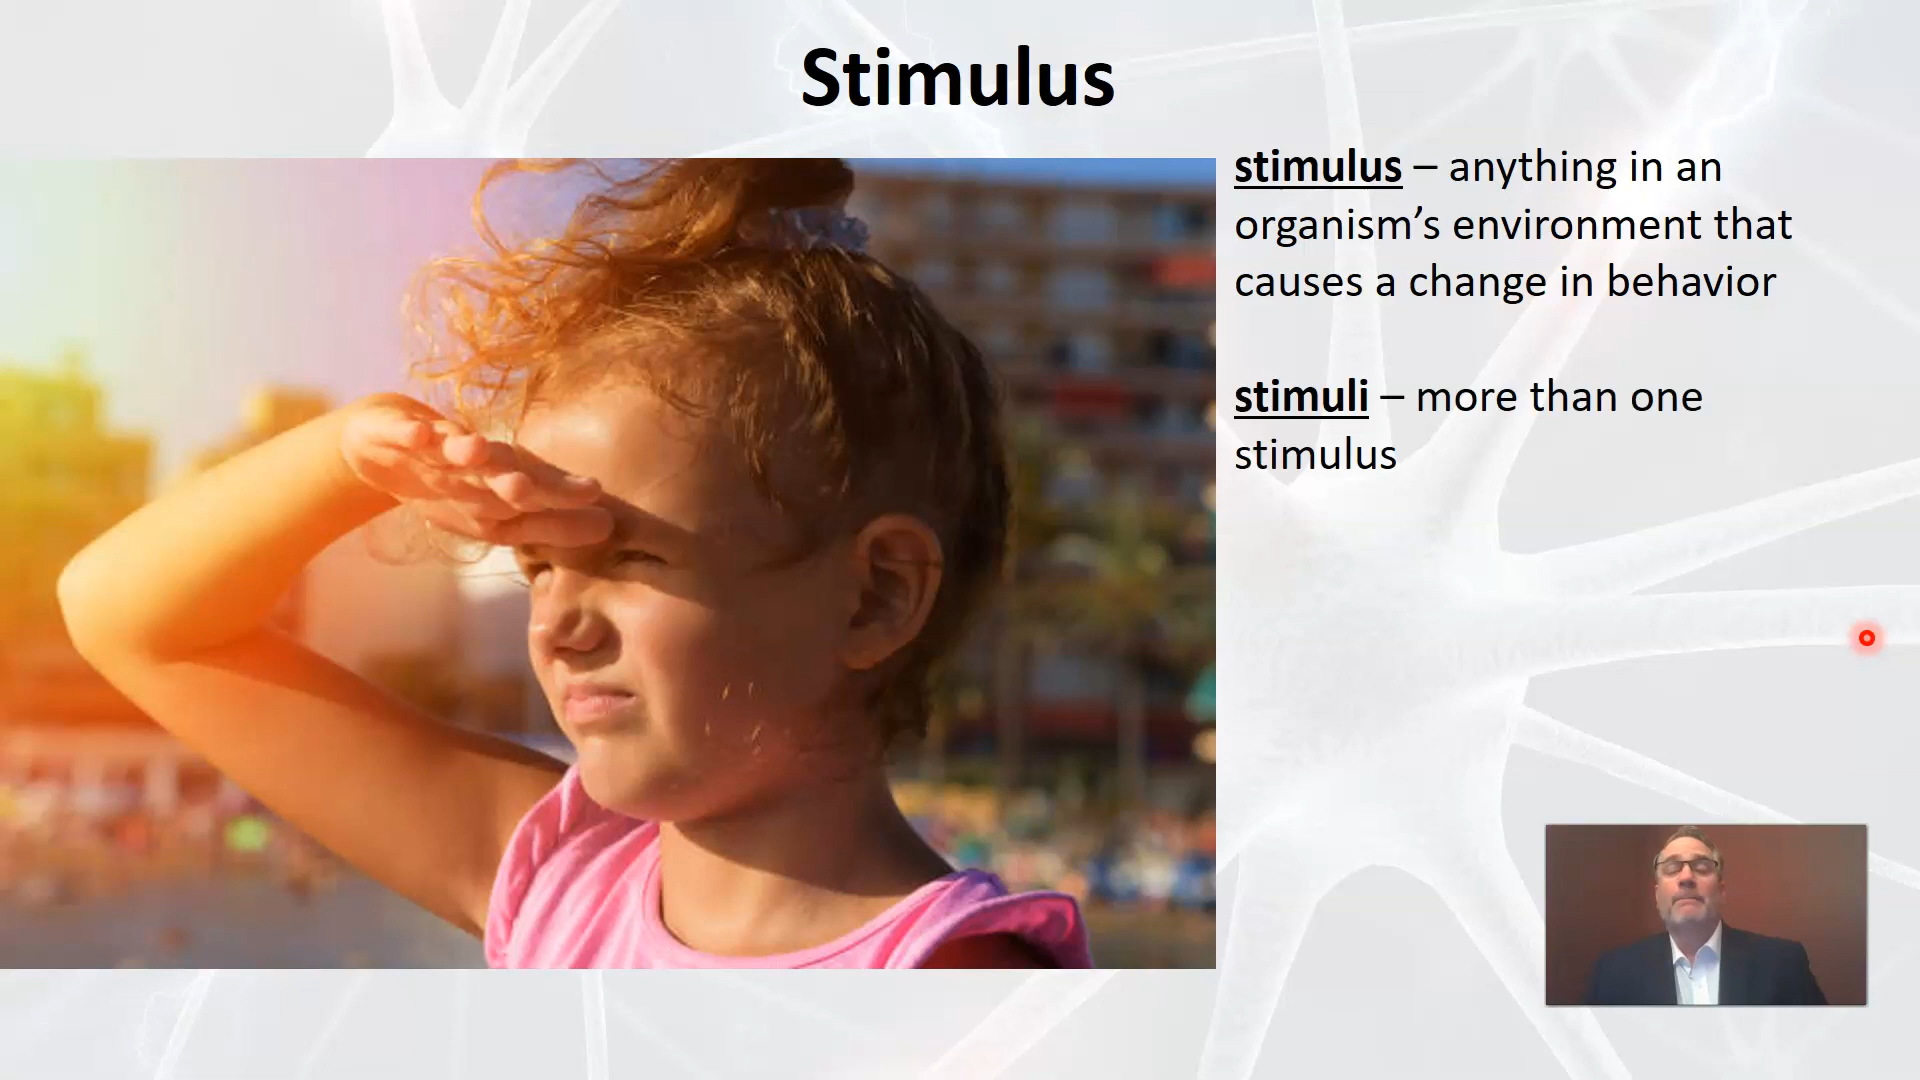 Stimulus
stimulus – anything in an
organism’s environment that
causes a change in behavior
stimuli – more than one
stimulus